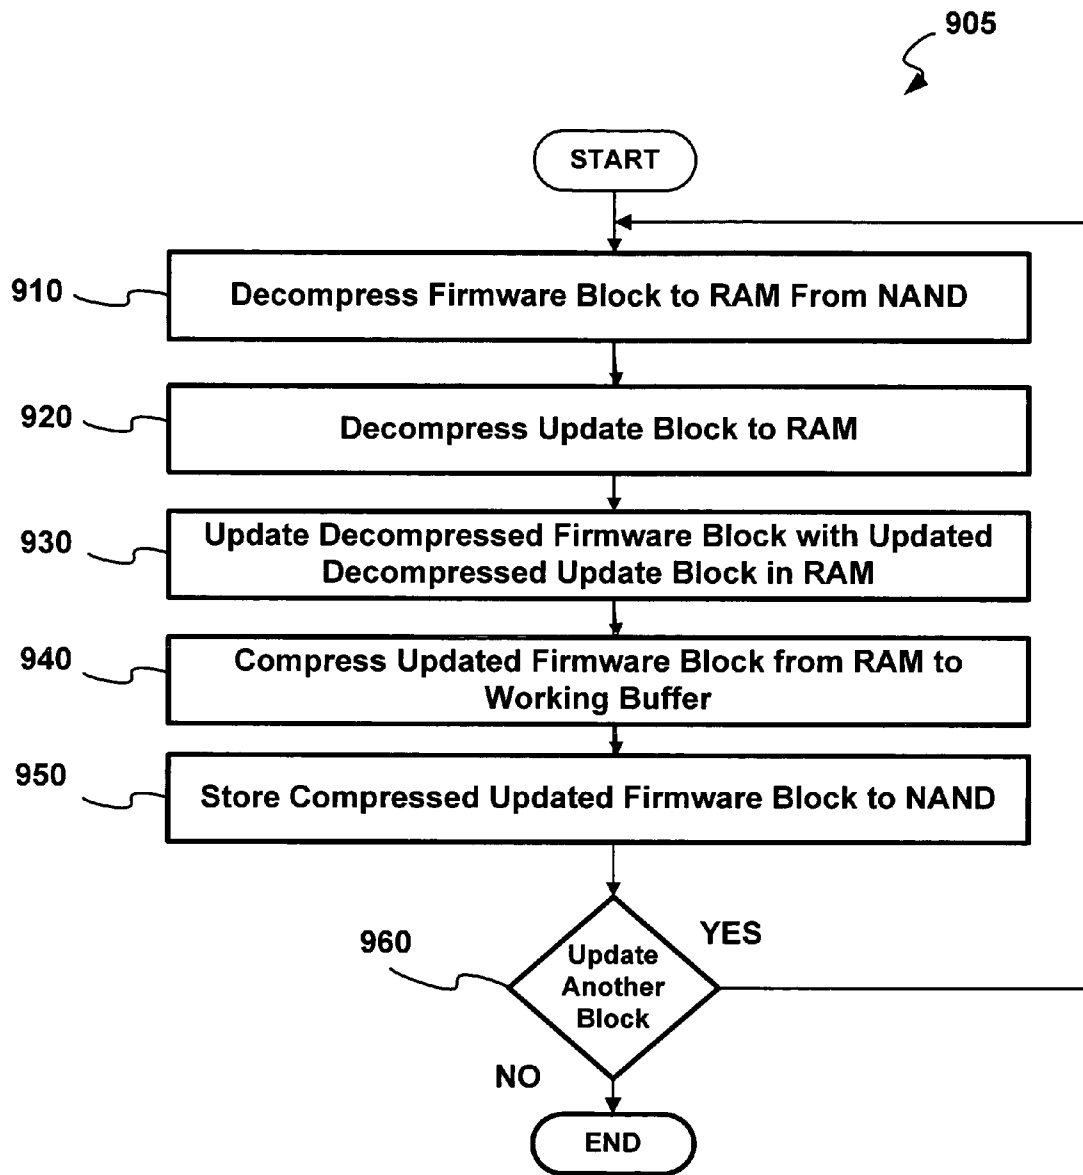 905
START
910
Decompress Firmware Block to RAM From NAND
920
Decompress Update Block to RAM
930
Update Decompressed Firmware Block with Updated
Decompressed Update Block in RAM
940
Compress Updated Firmware Block from RAM to
Working Buffer
950
Store Compressed Updated Firmware Block to NAND
960
YES
Update
Another
Block
NO
END